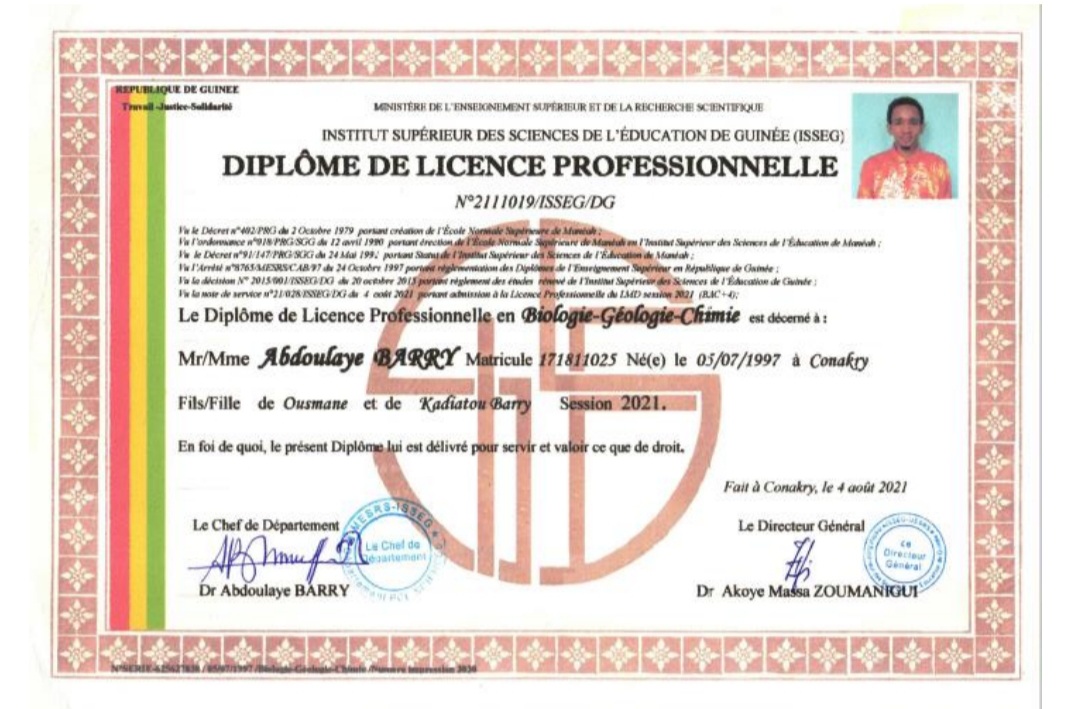 REPUBLIQUE DE GUINEE
Travail -Justice-Solidarité
MINISTÈRE DE L'ENSEIGNEMENT SUPÉRIEUR ET DE LA RECHERCHE SCIENTIFIQUE
INSTITUT SUPÉRIEUR DES SCIENCES DE L'ÉDUCATION DE GUINÉE (ISSEG)
DIPLÔME DE LICENCE PROFESSIONNELLE
N°2111019/ISSEG/DG
Vu le Décret n°402/PRG du 2 Octobre 1979 portant création de l'École Normale Supérieure de Manéah ;
Vu l'ordonnance n°018/PRG/SGG du 12 avril 1990 portant érection de l'École Normale Supérieure de Manéah en l'Institut Supérieur des Sciences de l'Éducation de Manéah ;
Vu le Décret n°91/147/PRG/SGG du 24 Mai 1991 portant Statut de l'Institut Supérieur des Sciences de l'Éducation de Manéah ;
Vu l'Arrêté n°8765/MESRS/CAB/97 du 24 Octobre 1997 portant réglementation des Diplômes de l'Enseignement Supérieur en République de Guinée ;
Vu la décision N° 2015/001/ISSEG/DG du 20 octobre 2015 portant règlement des études rénové de l'Institut Supérieur des Sciences de l'Éducation de Guinée ;
Vu la note de service n°21/028/ISSEG/DG du 4 août 2021 portant admission à la Licence Professionnelle du LMD session 2021 (BAC+4);
Le Diplôme de Licence Professionnelle en Biologie-Géologie-Chimie est décerné à :
Mr/Mme Abdoulaye BARRY Matricule 171811025 Né(e) le 05/07/1997 à Conakry
Fils/Fille de Ousmane et de Kadiatou Barry Session 2021.
En foi de quoi, le présent Diplôme lui est délivré pour servir et valoir ce que de droit.
Fait à Conakry, le 4 août 2021
Le Chef de Département
MESRS-ISSEG
Le Chef de
Département
Dr Abdoulaye BARRY
Le Directeur Général
Le
Directeur
Général
Dr Akoye Massa ZOUMANIGUI
N°SERIE-625627838 / 05/07/1997 /Biologie-Géologie-Chimie /Numero impression 2020